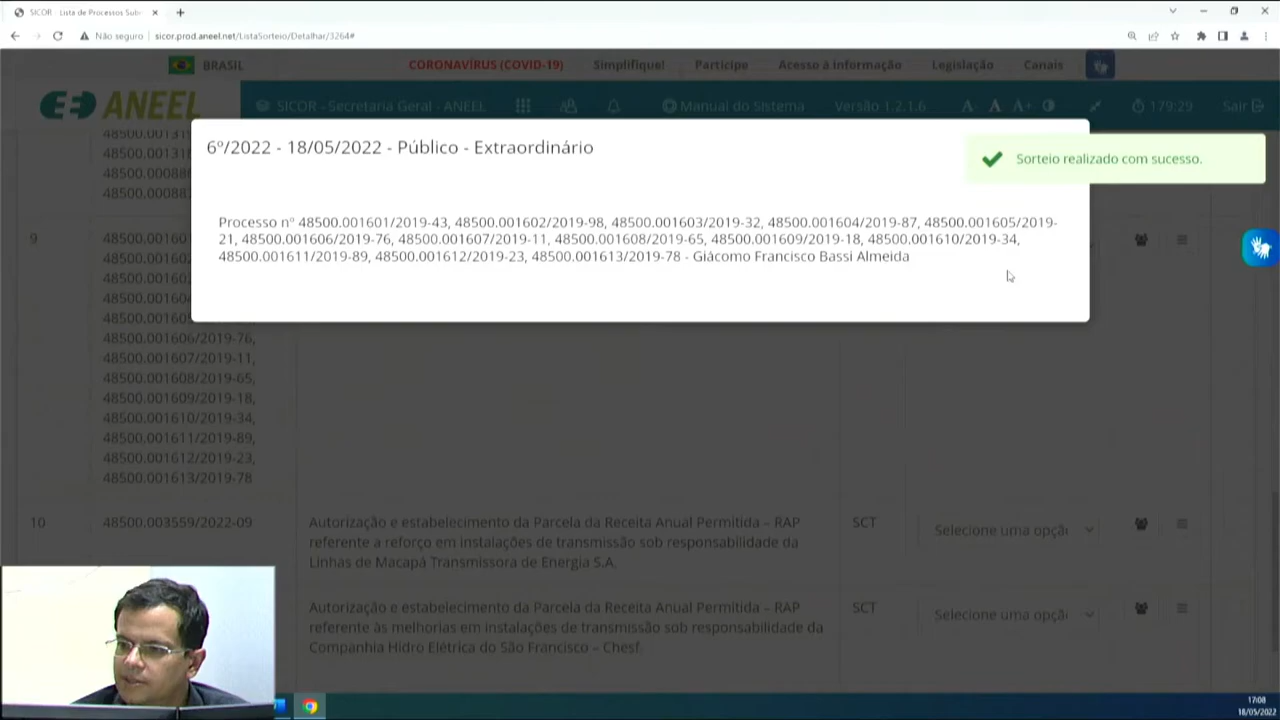 SICOR - Lista de Processos Sub
Não seguro | sicor.prod.aneel.net/ListaSorteio/Detalhar/3264#
BRASIL
CORONAVÍRUS (COVID-19)
Simplifique!
Participe
Acesso à informação
Legislação
Canais
ANEEL
SICOR - Secretaria Geral - ANEEL
Manual do Sistema
Versão 1.2.1.6
A-
A
A+
179:29
Sair
6º/2022 - 18/05/2022 - Público - Extraordinário
Sorteio realizado com sucesso.
Processo nº 48500.001601/2019-43, 48500.001602/2019-98, 48500.001603/2019-32, 48500.001604/2019-87, 48500.001605/2019-
21, 48500.001606/2019-76, 48500.001607/2019-11, 48500.001608/2019-65, 48500.001609/2019-18, 48500.001610/2019-34,
48500.001611/2019-89, 48500.001612/2019-23, 48500.001613/2019-78 - Giácomo Francisco Bassi Almeida
9
48500.001606/2019-76,
48500.001607/2019-11,
48500.001608/2019-65,
48500.001609/2019-18,
48500.001610/2019-34,
48500.001611/2019-89,
48500.001612/2019-23,
48500.001613/2019-78
10
48500.003559/2022-09
Autorização e estabelecimento da Parcela da Receita Anual Permitida – RAP
referente a reforço em instalações de transmissão sob responsabilidade da
Linhas de Macapá Transmissora de Energia S.A.
SCT
Selecione uma opçã
Autorização e estabelecimento da Parcela da Receita Anual Permitida – RAP
referente às melhorias em instalações de transmissão sob responsabilidade da
Companhia Hidro Elétrica do São Francisco – Chesf.
SCT
Selecione uma opçã
17:08
18/05/2022